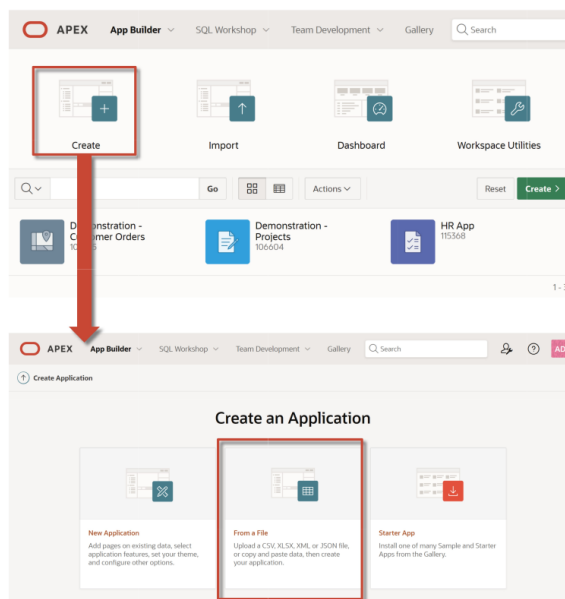 APEX App Builder SQL Workshop Team Development Gallery Search
Create Import Dashboard Workspace Utilities
Go Actions Reset Create >
Demonstration - Demonstration - HR App
Orders Projects 115368
106604
1 -
APEX App Builder SQL Workshop Team Development Gallery Search ? AD
Create Application
Create an Application
New Application From a File Starter App
Add pages on existing data, select Upload a CSV, XLSX, XML, or JSON file, Install one of many Sample and Starter
application features, set your theme, or copy and paste data, then create Apps from the Gallery.
and configure other options. your application.